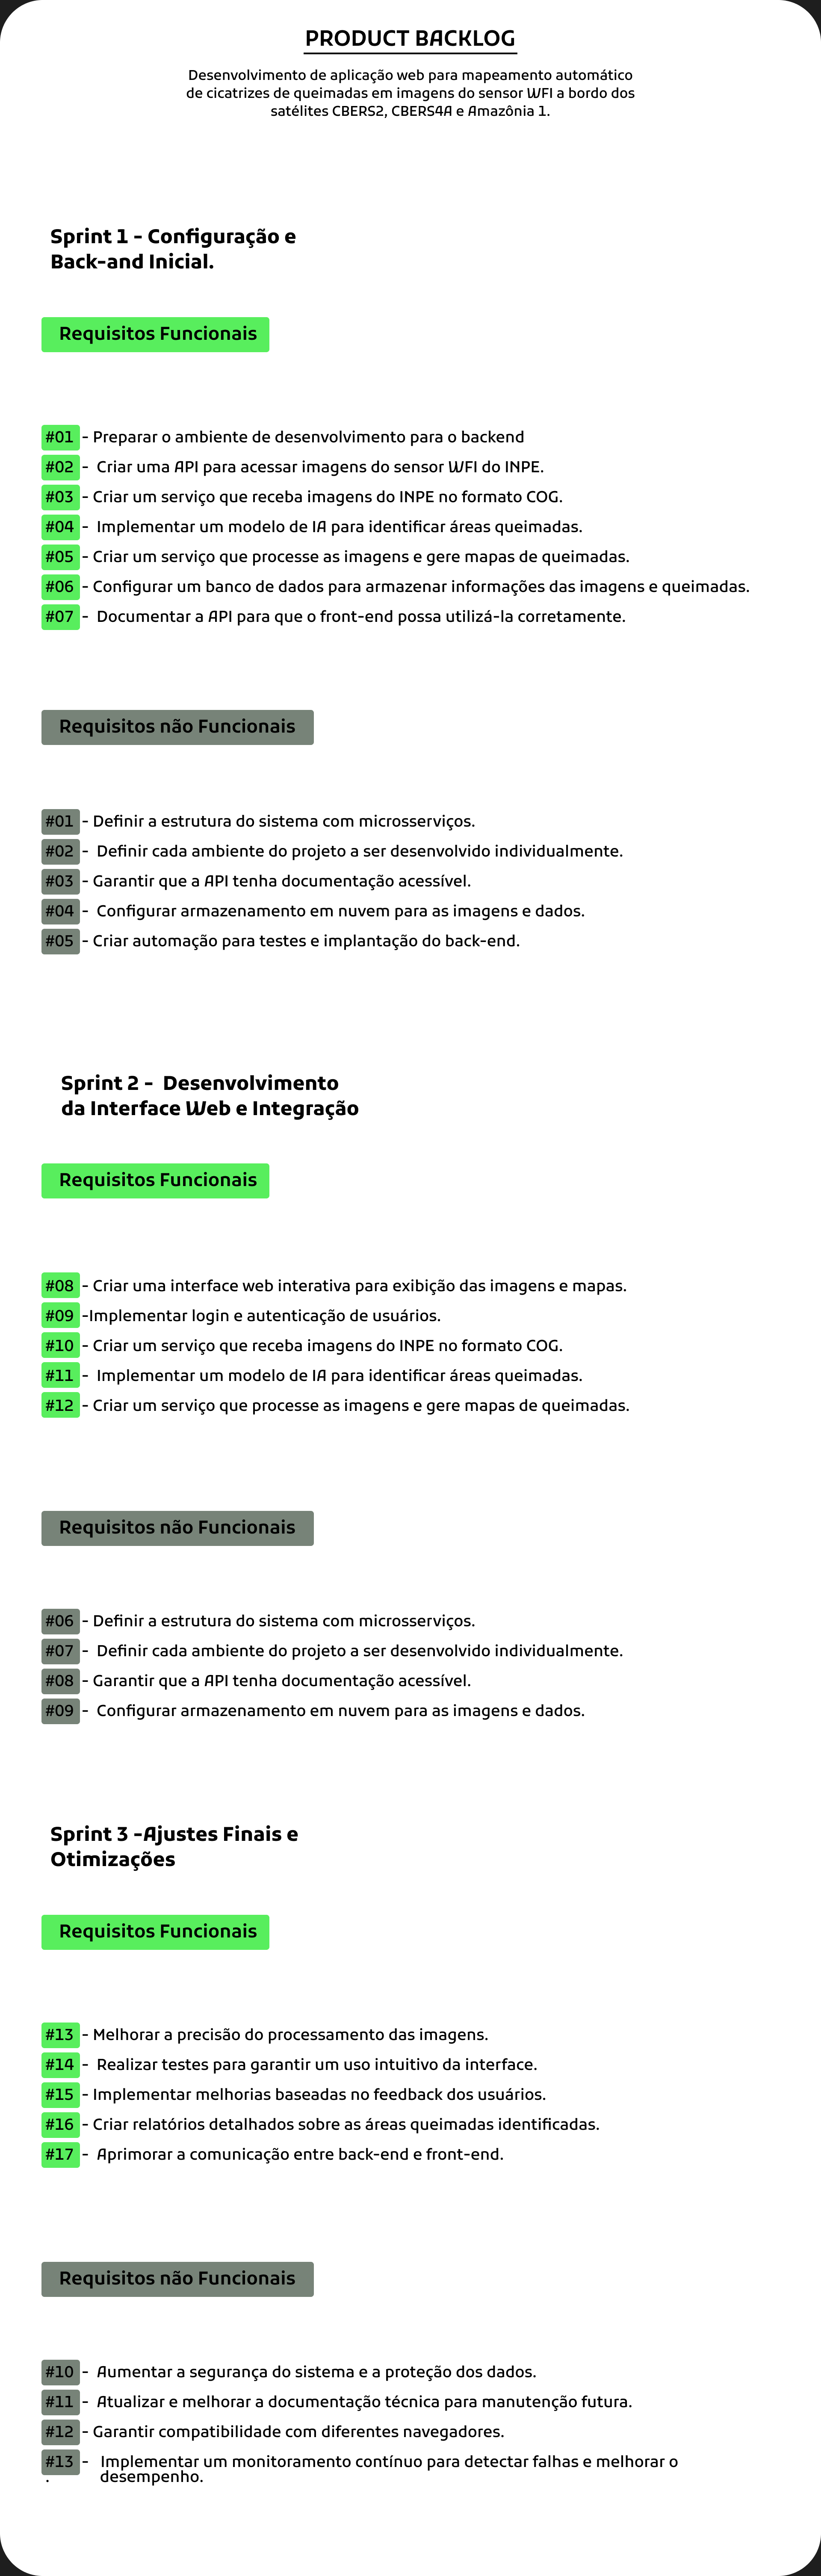 PRODUCT BACKLOG
Desenvolvimento de aplicação web para mapeamento automático
de cicatrizes de queimadas em imagens do sensor WFI a bordo dos
satélites CBERS2, CBERS4A e Amazônia 1.
Sprint 1 - Configuração e
Back-and Inicial.
Requisitos Funcionais
#01 - Preparar o ambiente de desenvolvimento para o backend
#02 - Criar uma API para acessar imagens do sensor WFI do INPE.
#03 - Criar um serviço que receba imagens do INPE no formato COG.
#04 - Implementar um modelo de IA para identificar áreas queimadas.
#05 - Criar um serviço que processe as imagens e gere mapas de queimadas.
#06 - Configurar um banco de dados para armazenar informações das imagens e queimadas.
#07 - Documentar a API para que o front-end possa utilizá-la corretamente.
Requisitos não Funcionais
#01 - Definir a estrutura do sistema com microsserviços.
#02 - Definir cada ambiente do projeto a ser desenvolvido individualmente.
#03 - Garantir que a API tenha documentação acessível.
#04 - Configurar armazenamento em nuvem para as imagens e dados.
#05 - Criar automação para testes e implantação do back-end.
Sprint 2 - Desenvolvimento
da Interface Web e Integração
Requisitos Funcionais
#08 - Criar uma interface web interativa para exibição das imagens e mapas.
#09 -Implementar login e autenticação de usuários.
#10 - Criar um serviço que receba imagens do INPE no formato COG.
#11 - Implementar um modelo de IA para identificar áreas queimadas.
#12 - Criar um serviço que processe as imagens e gere mapas de queimadas.
Requisitos não Funcionais
#06 - Definir a estrutura do sistema com microsserviços.
#07 - Definir cada ambiente do projeto a ser desenvolvido individualmente.
#08 - Garantir que a API tenha documentação acessível.
#09 - Configurar armazenamento em nuvem para as imagens e dados.
Sprint 3 -Ajustes Finais e
Otimizações
Requisitos Funcionais
#13 - Melhorar a precisão do processamento das imagens.
#14 - Realizar testes para garantir um uso intuitivo da interface.
#15 - Implementar melhorias baseadas no feedback dos usuários.
#16 - Criar relatórios detalhados sobre as áreas queimadas identificadas.
#17 - Aprimorar a comunicação entre back-end e front-end.
Requisitos não Funcionais
#10 - Aumentar a segurança do sistema e a proteção dos dados.
#11 - Atualizar e melhorar a documentação técnica para manutenção futura.
#12 - Garantir compatibilidade com diferentes navegadores.
#13 - Implementar um monitoramento contínuo para detectar falhas e melhorar o
. desempenho.